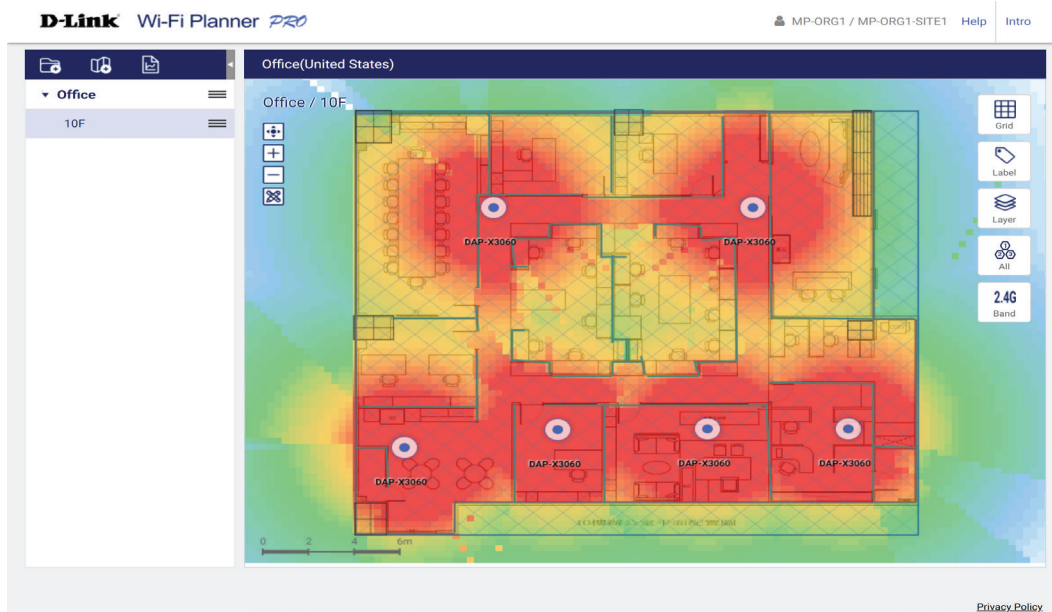 D-Link Wi-Fi Planner PRO
MP-ORG1 / MP-ORG1-SITE1 Help Intro
Office(United States)
Office
10F
Office / 10F
Grid
Label
Layer
All
2.4G
Band
DAP-X3060
DAP-X3060
DAP-X3060
DAP-X3060
DAP-X3060
DAP-X3060
0 2 4 6m
Privacy Policy